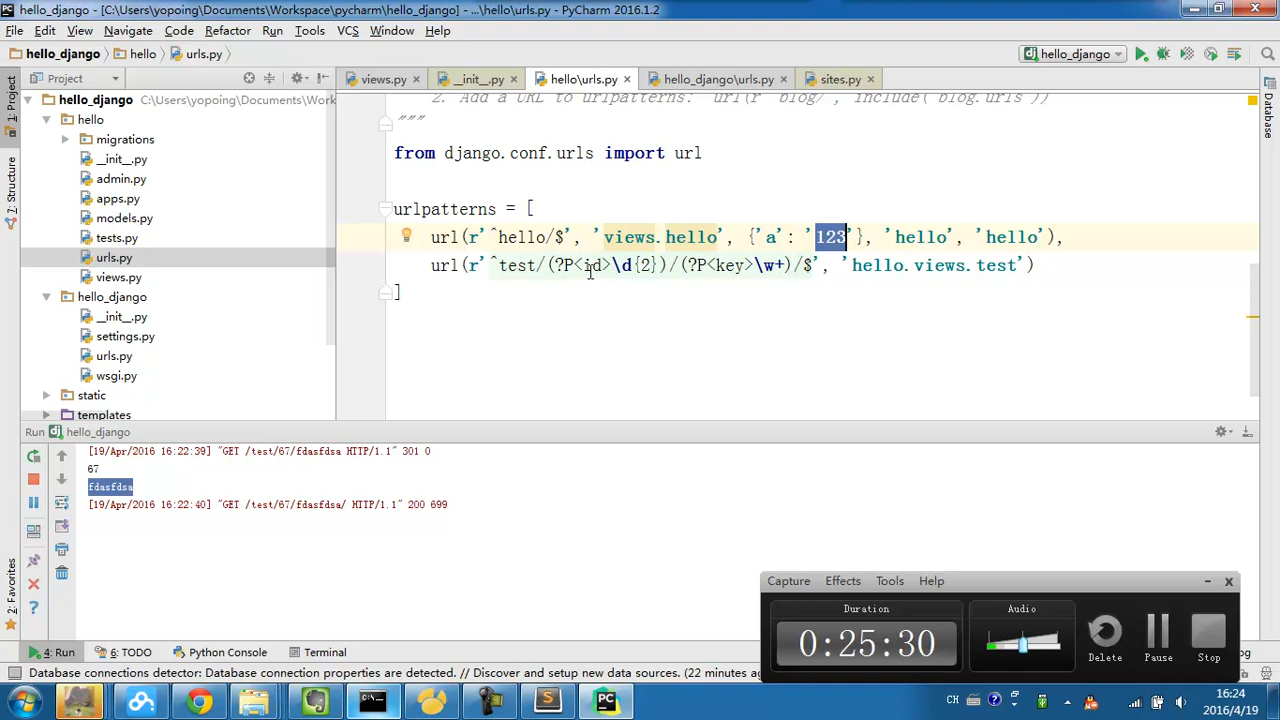 hello_django - [C:\Users\yopoing\Documents\Workspace\pycharm\hello_django] - ...\hello\urls.py - PyCharm 2016.1.2
File Edit View Navigate Code Refactor Run Tools VCS Window Help
hello_django hello urls.py
hello_django
1: Project
7: Structure
2: Favorites
Database
Project
views.py __init__.py hello\urls.py hello_django\urls.py sites.py
hello_django C:\Users\yopoing\Documents\Work
hello
migrations
__init__.py
admin.py
apps.py
models.py
tests.py
urls.py
views.py
hello_django
__init__.py
settings.py
urls.py
wsgi.py
static
templates
2. Add a URL to urlpatterns: url(r'^blog/', include('blog.urls'))
"""
from django.conf.urls import url
urlpatterns = [
url(r'^hello/$', 'views.hello', {'a': '123'}, 'hello', 'hello'),
url(r'^test/(?P<id>\d{2})/(?P<key>\w+)/$', 'hello.views.test')
]
Run hello_django
[19/Apr/2016 16:22:39] "GET /test/67/fdasfdsa HTTP/1.1" 301 0
67
fdasfdsa
[19/Apr/2016 16:22:40] "GET /test/67/fdasfdsa/ HTTP/1.1" 200 699
Capture Effects Tools Help
Duration
0:25:30
Audio
Delete Pause Stop
4: Run 6: TODO Python Console Terminal
Database connections detector: Database connection properties are detected. // Discover and setup new data sources. (22 minutes ag
CH
16:24
2016/4/19